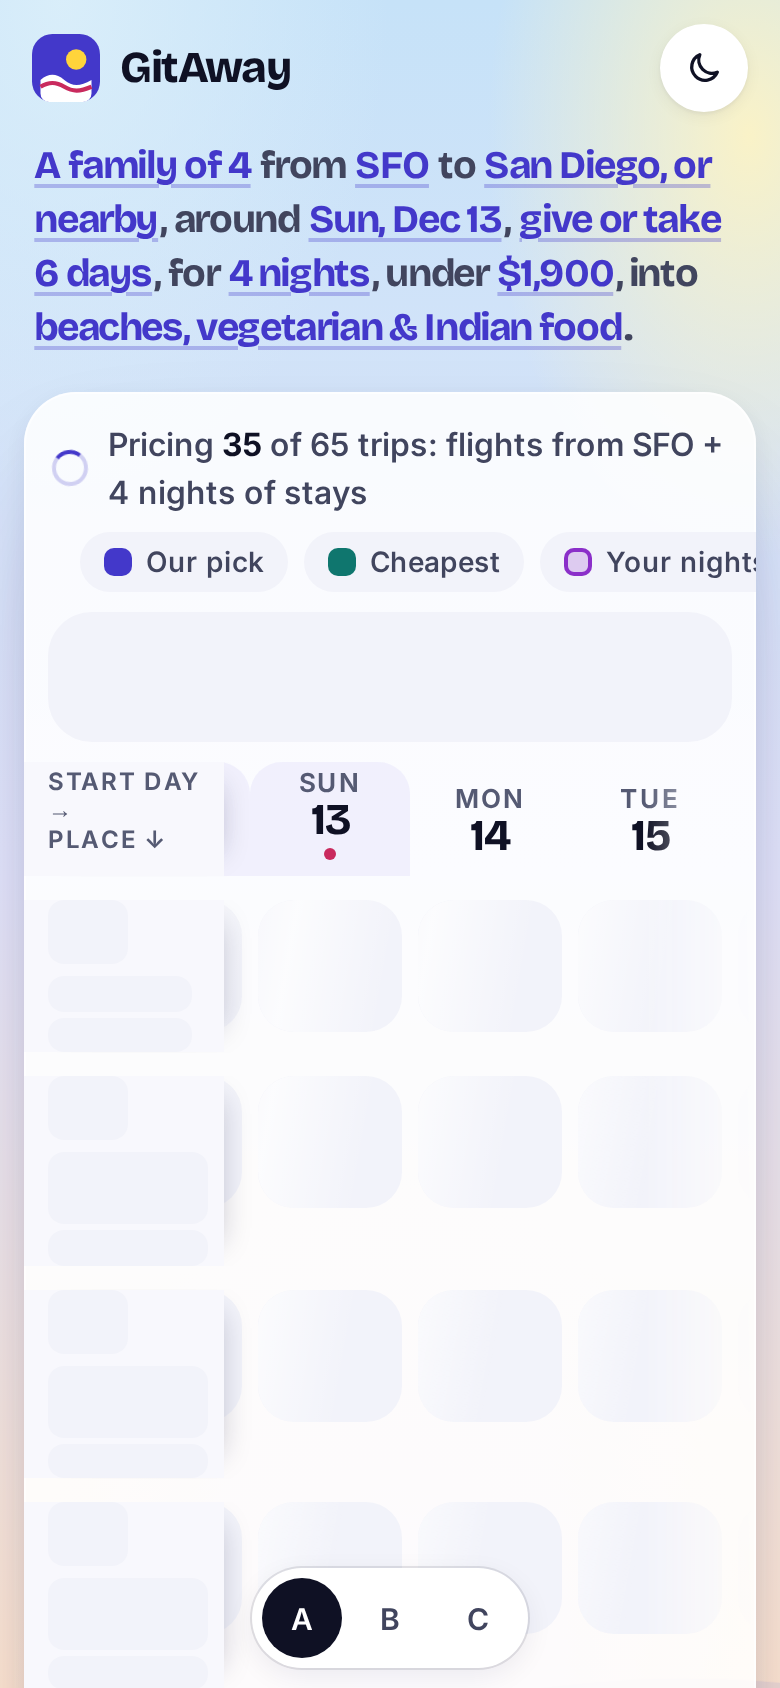 GitAway
A family of 4 from SFO to San Diego, or
nearby, around Sun, Dec 13, give or take
6 days, for 4 nights, under $1,900, into
beaches, vegetarian & Indian food.
Pricing 35 of 65 trips: flights from SFO +
4 nights of stays
Our pick
Cheapest
Your nights
START DAY
→
PLACE ↓
SUN
13
MON
14
TUE
15
A
B
C